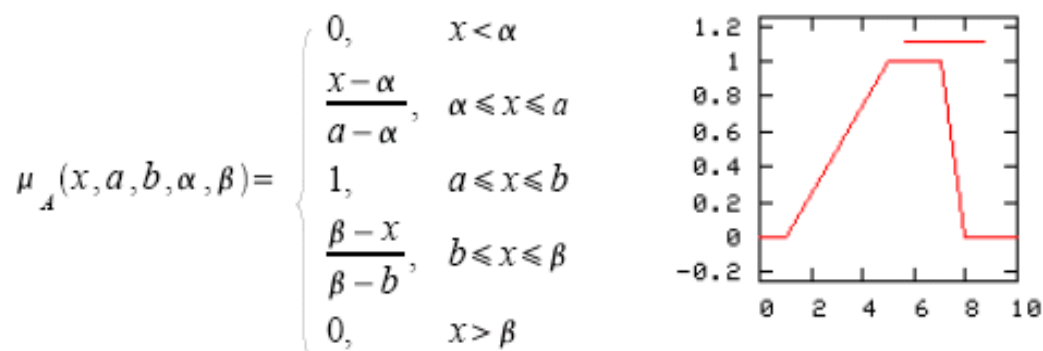 0, x < α
x − α / a − α, α ⩽ x ⩽ a
μ_A(x, a, b, α, β) = 1, a ⩽ x ⩽ b
β − x / β − b, b ⩽ x ⩽ β
0, x > β
1.2
1
0.8
0.6
0.4
0.2
0
-0.2
0 2 4 6 8 10